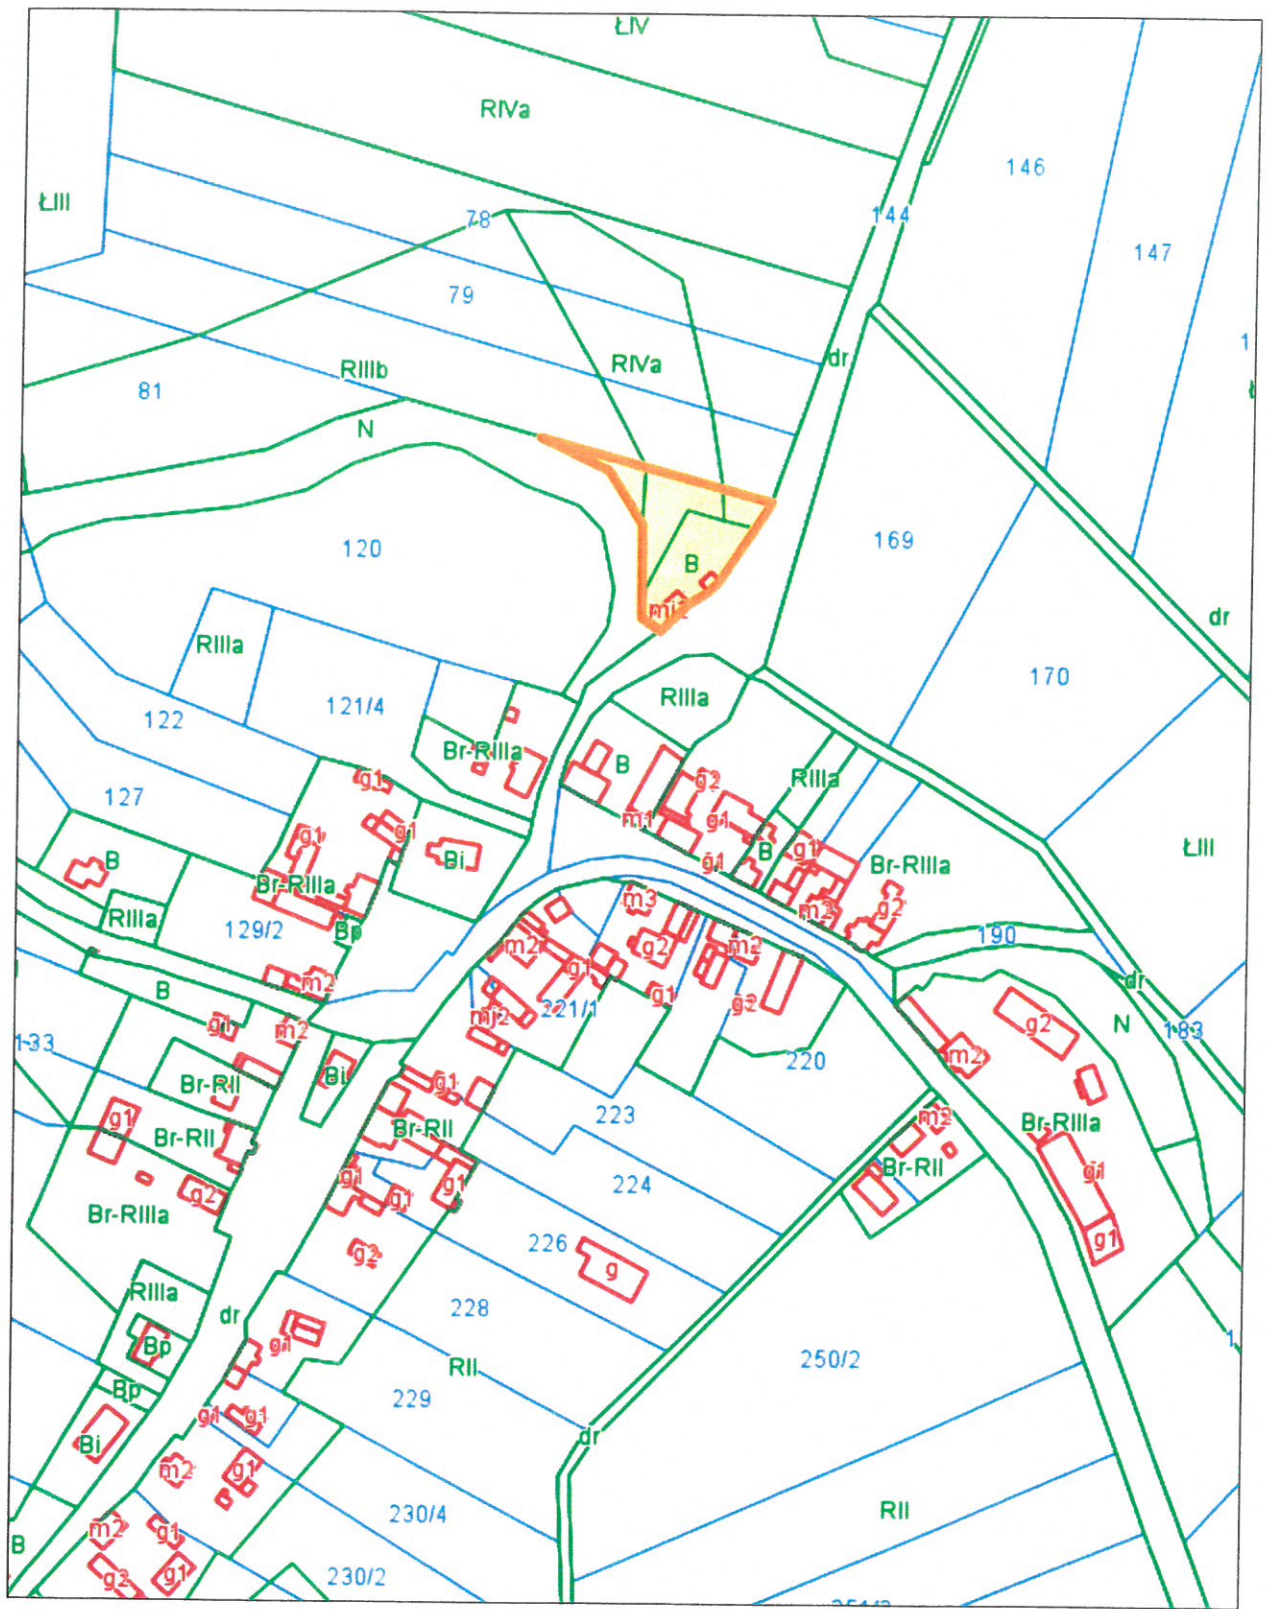 ŁIV
RIVa
146
ŁIII
78
144
147
79
dr
RIVa
RIIIb
81
N
120
169
B
mj2
dr
RIIIa
170
121/4
RIIIa
122
Br-RIIIa
B
g2
RIIIa
g1
127
m1
g1
g1
g1
g1
ŁIII
B
Bi
g1
B
Br-RIIIa
Br-RIIIa
m3
m2
g2
RIIIa
129/2
Bp
190
m2
g2
m2
g1
m2
dr
B
g1
g2
221/1
g2
N
183
g1
m2
mj2
133
m2
220
Bi
Br-RII
g1
223
m2
g1
Br-RII
Br-RII
Br-RIIIa
Br-RII
g1
g1
g1
g1
224
g2
Br-RIIIa
226
g1
g2
g
RIIIa
dr
228
g1
Bp
RII
250/2
Bp
229
g1
g1
dr
Bi
m2
g1
230/4
RII
m2
g1
B
g2
g1
230/2